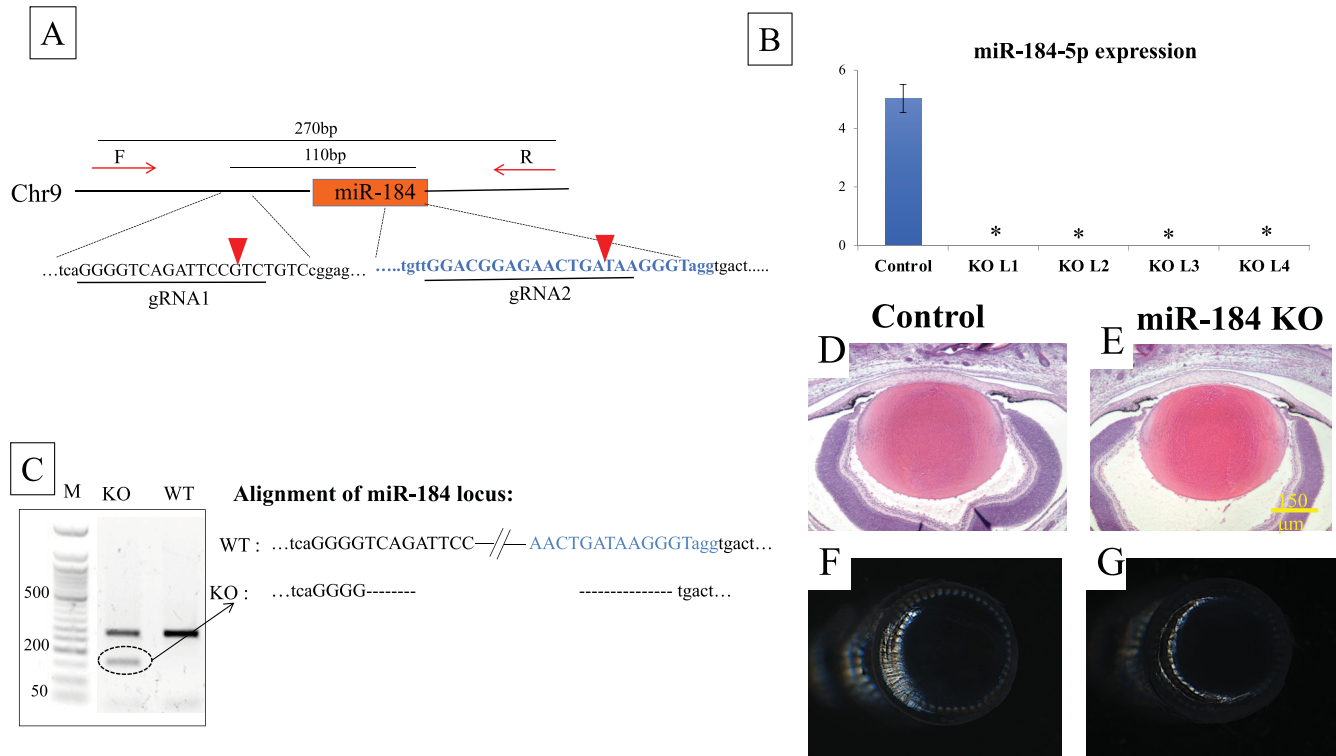 A
270bp
F
110bp
R
Chr9
miR-184
…tcaGGGGTCAGATTCCGTCTGTCcggag…
…..tgttGGACGGAGAACTGATAAGGGTaggtgact.....
gRNA1
gRNA2
B
miR-184-5p expression
6
4
2
0
* * * *
Control KO L1 KO L2 KO L3 KO L4
Control
miR-184 KO
D
E
150
µm
F
G
C
M KO WT
500
200
50
Alignment of miR-184 locus:
WT : …tcaGGGGTCAGATTCC—//—AACTGATAAGGGTaggtgact…
KO : …tcaGGGG-------- --------------- tgact…